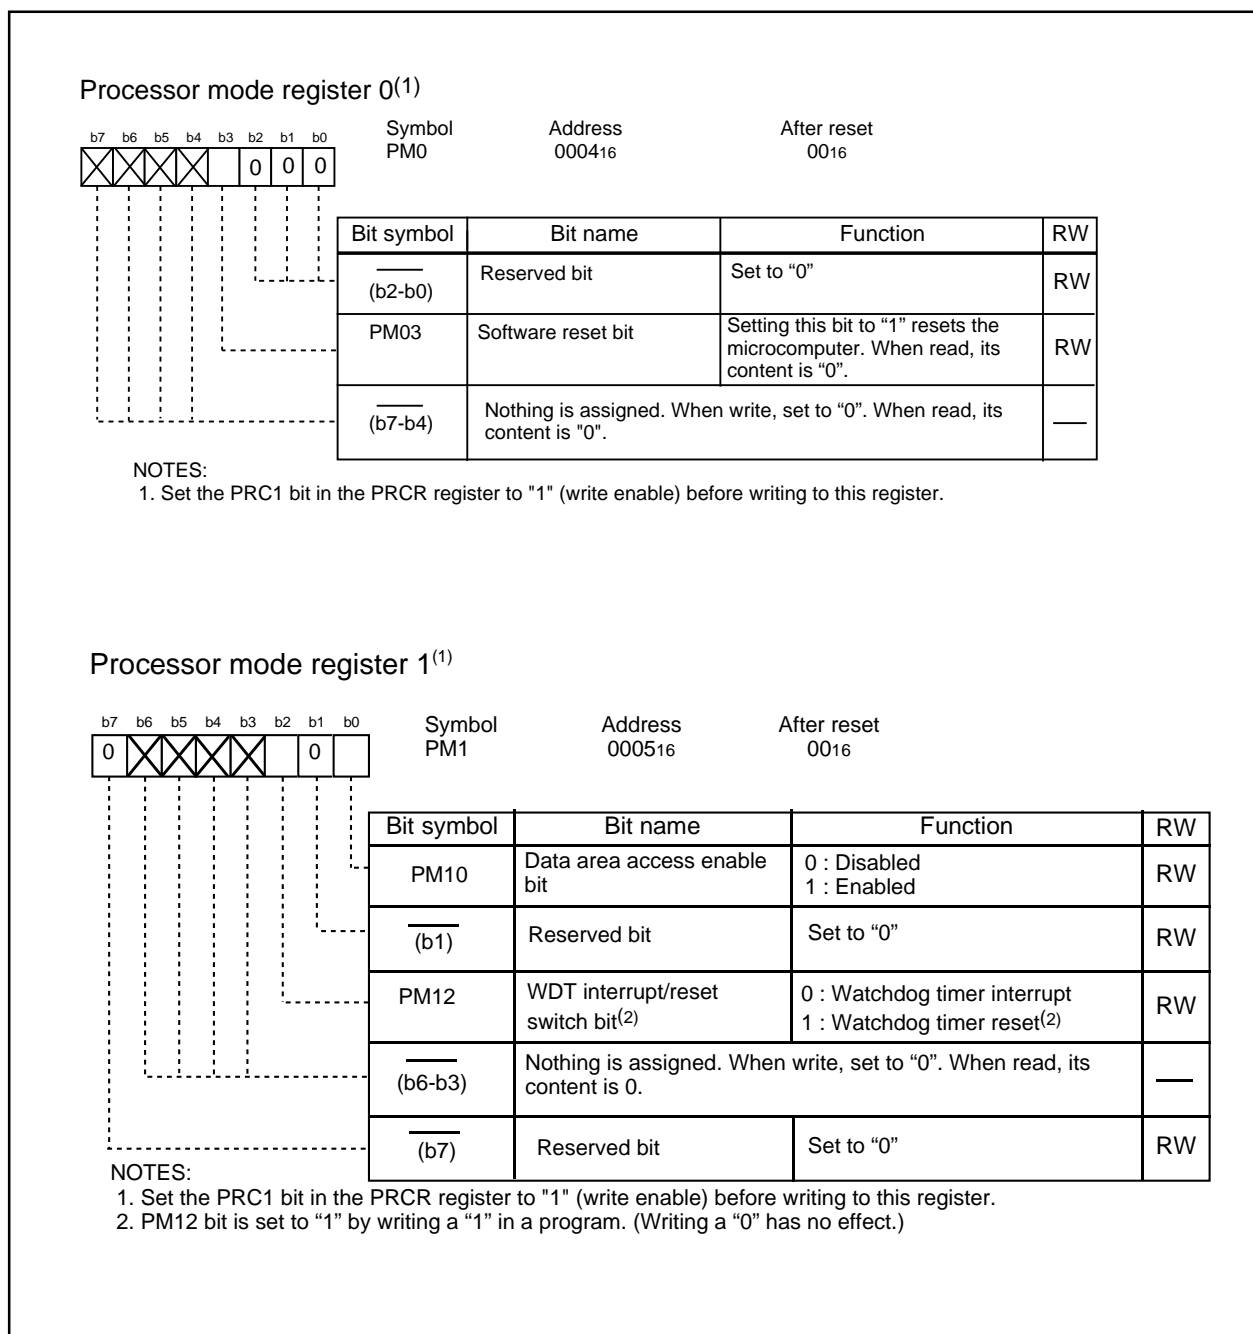 Processor mode register 0(1)
Symbol Address After reset
b7 b6 b5 b4 b3 b2 b1 b0
PM0 000416 0016
0 0 0
Bit symbol Bit name Function RW
(b2-b0) Reserved bit Set to “0” RW
PM03 Software reset bit Setting this bit to “1” resets the
microcomputer. When read, its RW
content is “0”.
(b7-b4) Nothing is assigned. When write, set to “0”. When read, its
content is "0".
NOTES:
1. Set the PRC1 bit in the PRCR register to "1" (write enable) before writing to this register.
Processor mode register 1(1)
b7 b6 b5 b4 b3 b2 b1 b0 Symbol Address After reset
PM1 000516 0016
0 0
Bit symbol Bit name Function RW
PM10 Data area access enable 0 : Disabled RW
bit 1 : Enabled
(b1) Reserved bit Set to “0” RW
PM12 WDT interrupt/reset 0 : Watchdog timer interrupt RW
switch bit(2) 1 : Watchdog timer reset(2)
(b6-b3) Nothing is assigned. When write, set to “0”. When read, its
content is 0.
(b7) Reserved bit Set to “0” RW
NOTES:
1. Set the PRC1 bit in the PRCR register to "1" (write enable) before writing to this register.
2. PM12 bit is set to “1” by writing a “1” in a program. (Writing a “0” has no effect.)